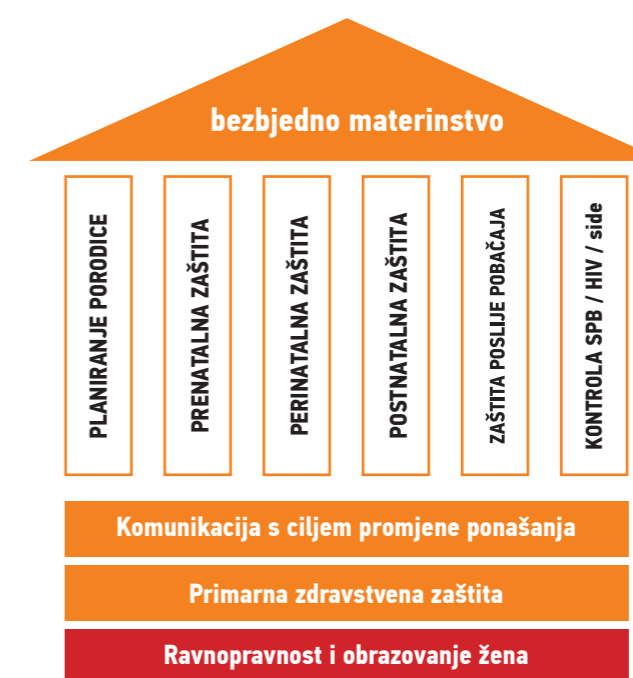 bezbjedno materinstvo
PLANIRANJE PORODICE
PRENATALNA ZAŠTITA
PERINATALNA ZAŠTITA
POSTNATALNA ZAŠTITA
ZAŠTITA POSLIJE POBAČAJA
KONTROLA SPB / HIV / side
Komunikacija s ciljem promjene ponašanja
Primarna zdravstvena zaštita
Ravnopravnost i obrazovanje žena